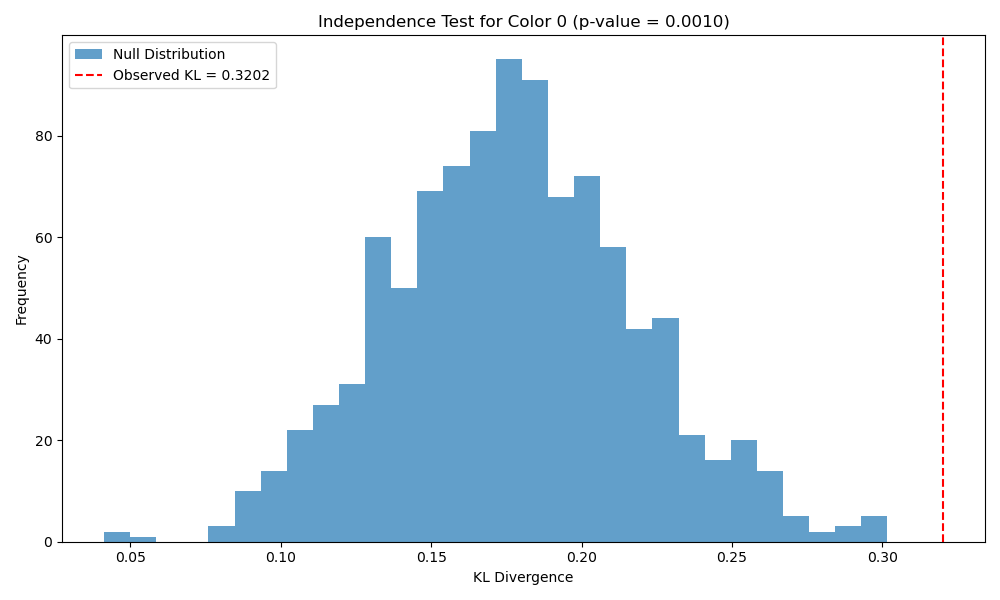 Independence Test for Color 0 (p-value = 0.0010)
Null Distribution
Observed KL = 0.3202
80
60
40
20
0
Frequency
0.05 0.10 0.15 0.20 0.25 0.30
KL Divergence